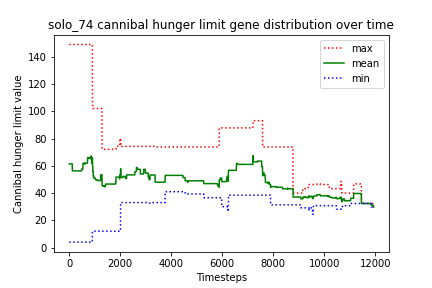 solo_74 cannibal hunger limit gene distribution over time
max
mean
min
Cannibal hunger limit value
140
120
100
80
60
40
20
0
0 2000 4000 6000 8000 10000 12000
Timesteps